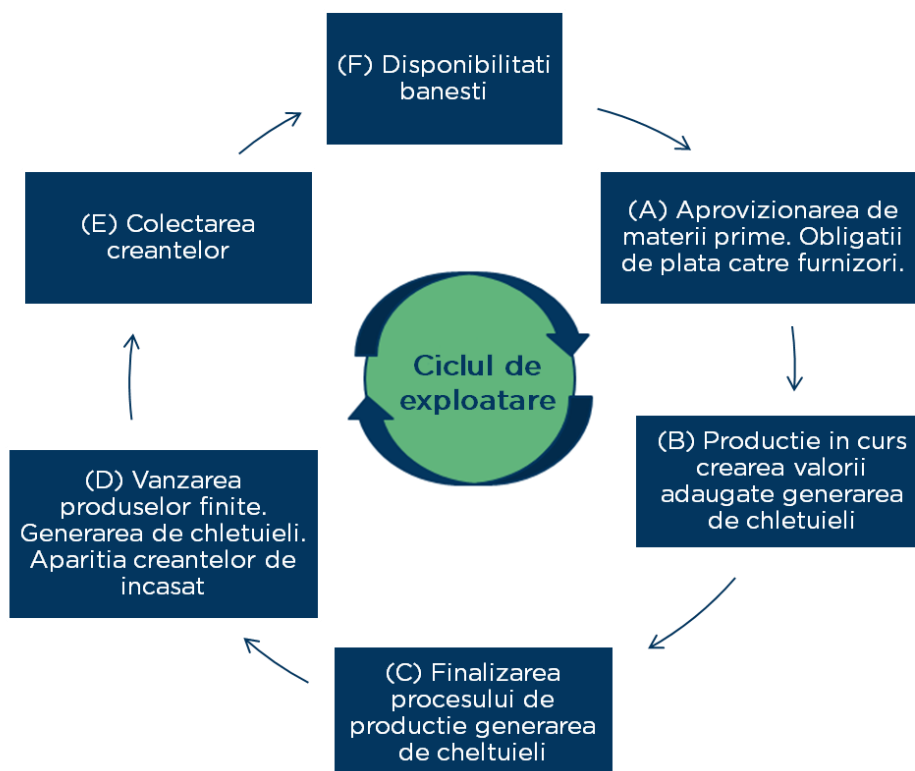 (F) Disponibilitati
banesti
(A) Aprovizionarea de
materii prime. Obligatii
de plata catre furnizori.
(B) Productie in curs
crearea valorii
adaugate generarea
de chletuieli
(C) Finalizarea
procesului de
productie generarea
de cheltuieli
(D) Vanzarea
produselor finite.
Generarea de chletuieli.
Aparitia creantelor de
incasat
(E) Colectarea
creantelor
Ciclul de
exploatare